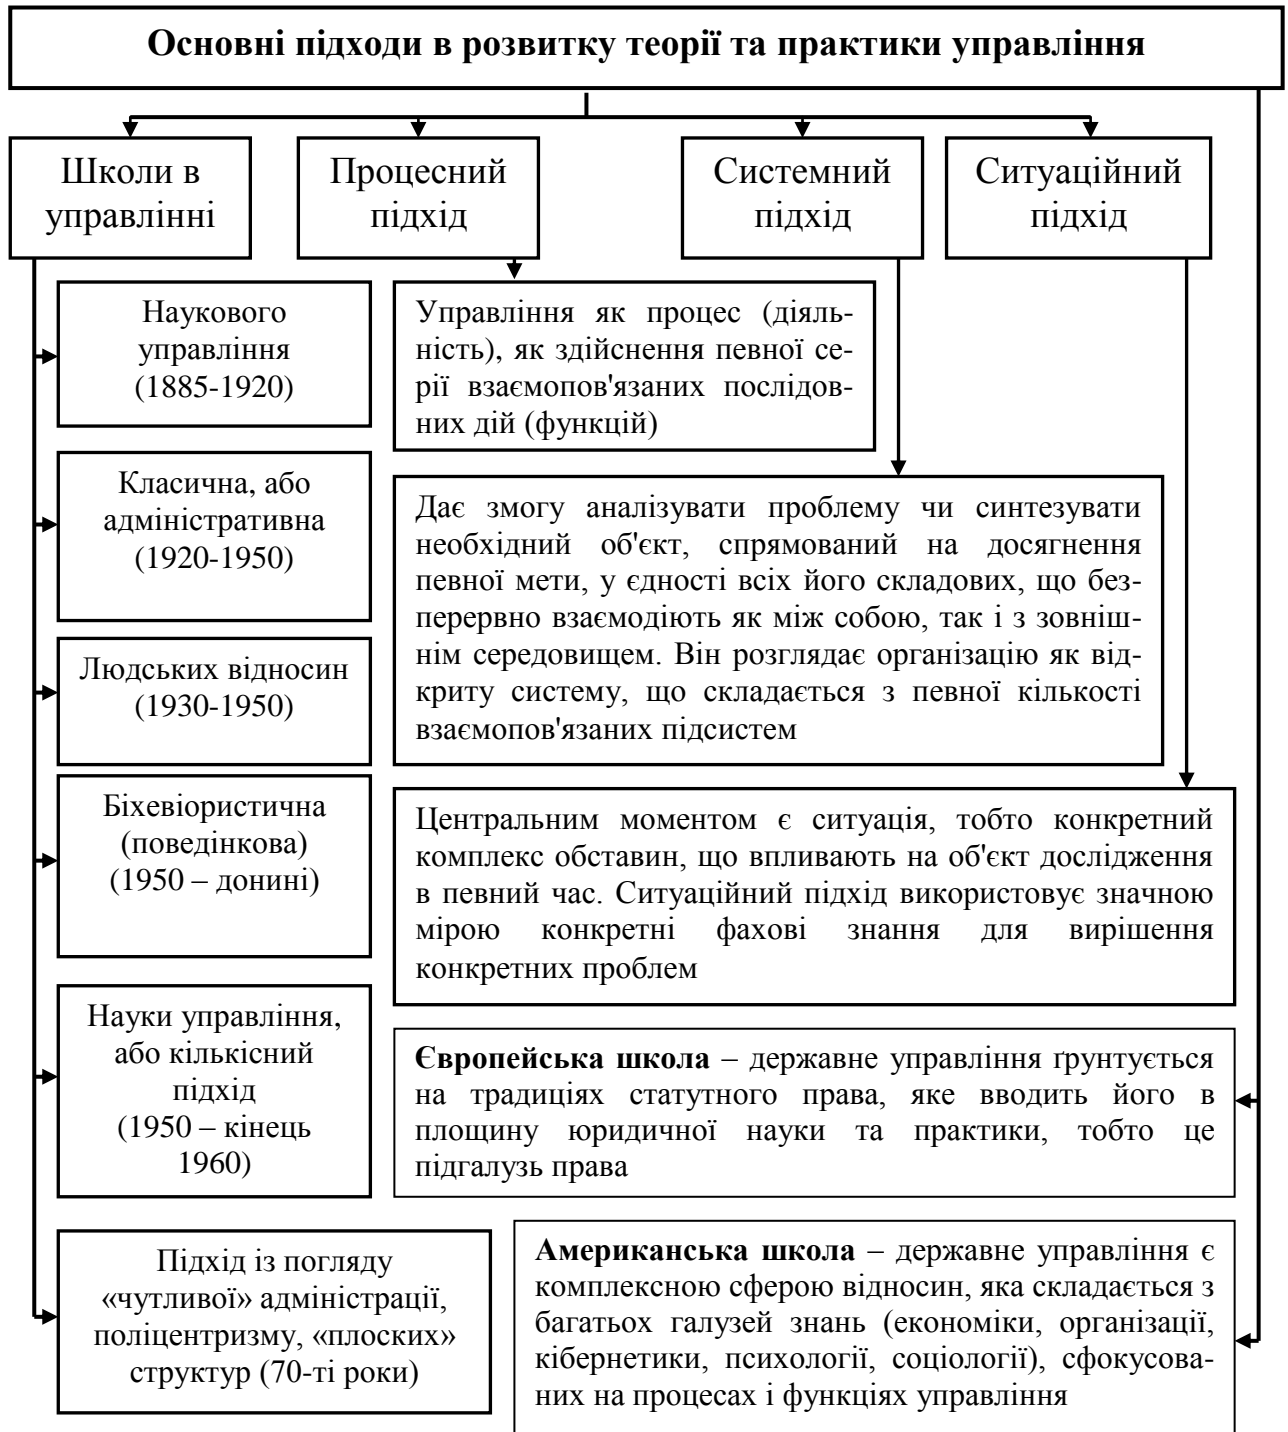 Основні підходи в розвитку теорії та практики управління
Школи в
управлінні
Процесний
підхід
Системний
підхід
Ситуаційний
підхід
Наукового
управління
(1885-1920)
Класична, або
адміністративна
(1920-1950)
Людських відносин
(1930-1950)
Біхевіористична
(поведінкова)
(1950 – донині)
Науки управління,
або кількісний
підхід
(1950 – кінець
1960)
Підхід із погляду
«чутливої» адміністрації,
поліцентризму, «плоских»
структур (70-ті роки)
Управління як процес (діяль-
ність), як здійснення певної се-
рії взаємопов'язаних послідов-
них дій (функцій)
Дає змогу аналізувати проблему чи синтезувати
необхідний об'єкт, спрямований на досягнення
певної мети, у єдності всіх його складових, що без-
перервно взаємодіють як між собою, так і з зовніш-
нім середовищем. Він розглядає організацію як від-
криту систему, що складається з певної кількості
взаємопов'язаних підсистем
Центральним моментом є ситуація, тобто конкретний
комплекс обставин, що впливають на об'єкт дослідження
в певний час. Ситуаційний підхід використовує значною
мірою конкретні фахові знання для вирішення
конкретних проблем
Європейська школа – державне управління ґрунтується
на традиціях статутного права, яке вводить його в
площину юридичної науки та практики, тобто це
підгалузь права
Американська школа – державне управління є
комплексною сферою відносин, яка складається з
багатьох галузей знань (економіки, організації,
кібернетики, психології, соціології), сфокусова-
них на процесах і функціях управління